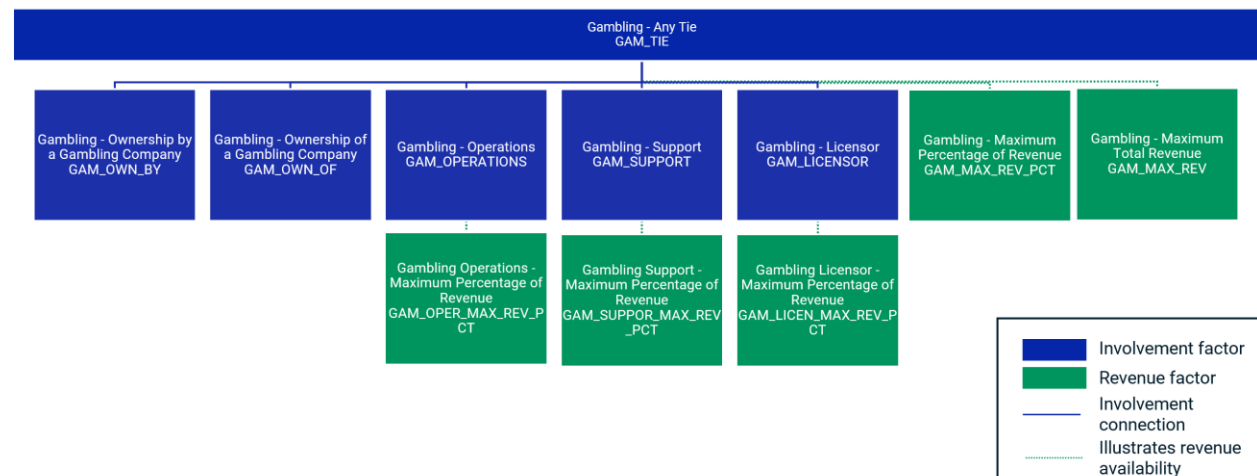 Gambling - Any Tie
GAM_TIE
Gambling - Ownership by
a Gambling Company
GAM_OWN_BY
Gambling - Ownership of
a Gambling Company
GAM_OWN_OF
Gambling - Operations
GAM_OPERATIONS
Gambling - Support
GAM_SUPPORT
Gambling - Licensor
GAM_LICENSOR
Gambling - Maximum
Percentage of Revenue
GAM_MAX_REV_PCT
Gambling - Maximum
Total Revenue
GAM_MAX_REV
Gambling Operations -
Maximum Percentage of
Revenue
GAM_OPER_MAX_REV_P
CT
Gambling Support -
Maximum Percentage of
Revenue
GAM_SUPPOR_MAX_REV
_PCT
Gambling Licensor -
Maximum Percentage of
Revenue
GAM_LICEN_MAX_REV_P
CT
Involvement factor
Revenue factor
Involvement
connection
Illustrates revenue
availability